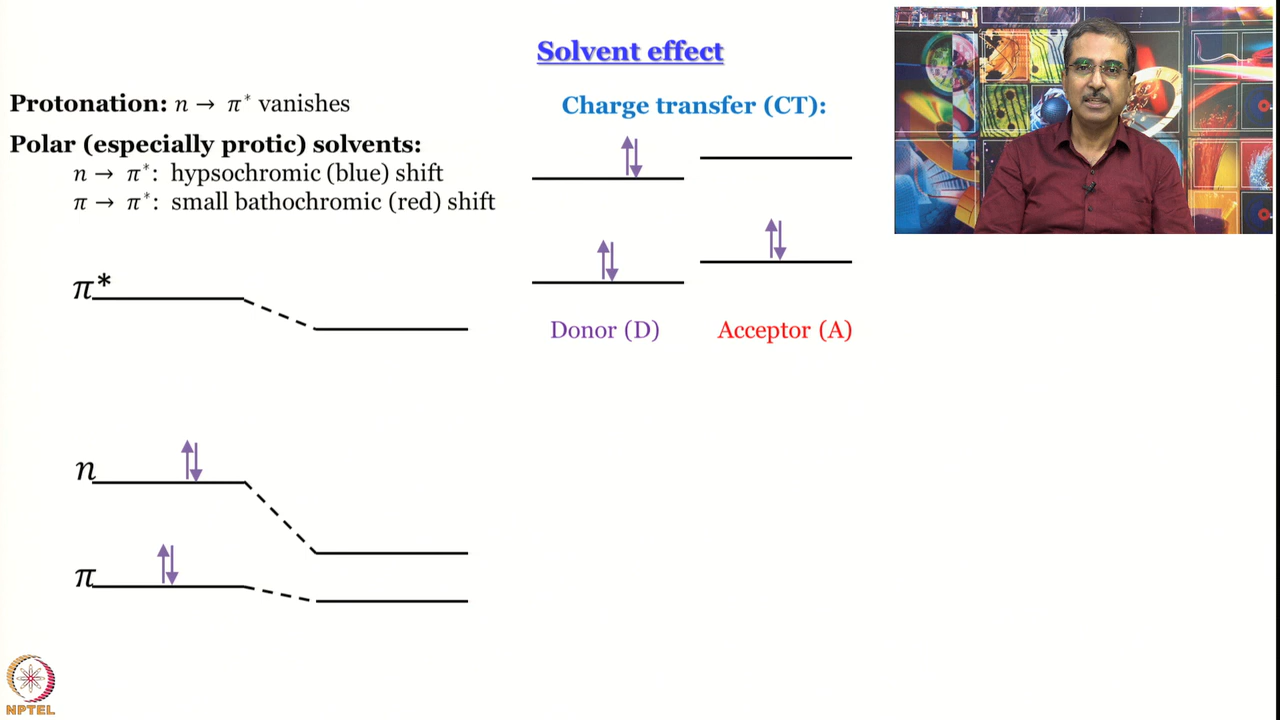 Solvent effect
Protonation: n → π* vanishes
Polar (especially protic) solvents:
n → π*: hypsochromic (blue) shift
π → π*: small bathochromic (red) shift
π*
n
π
Charge transfer (CT):
Donor (D)
Acceptor (A)
NPTEL